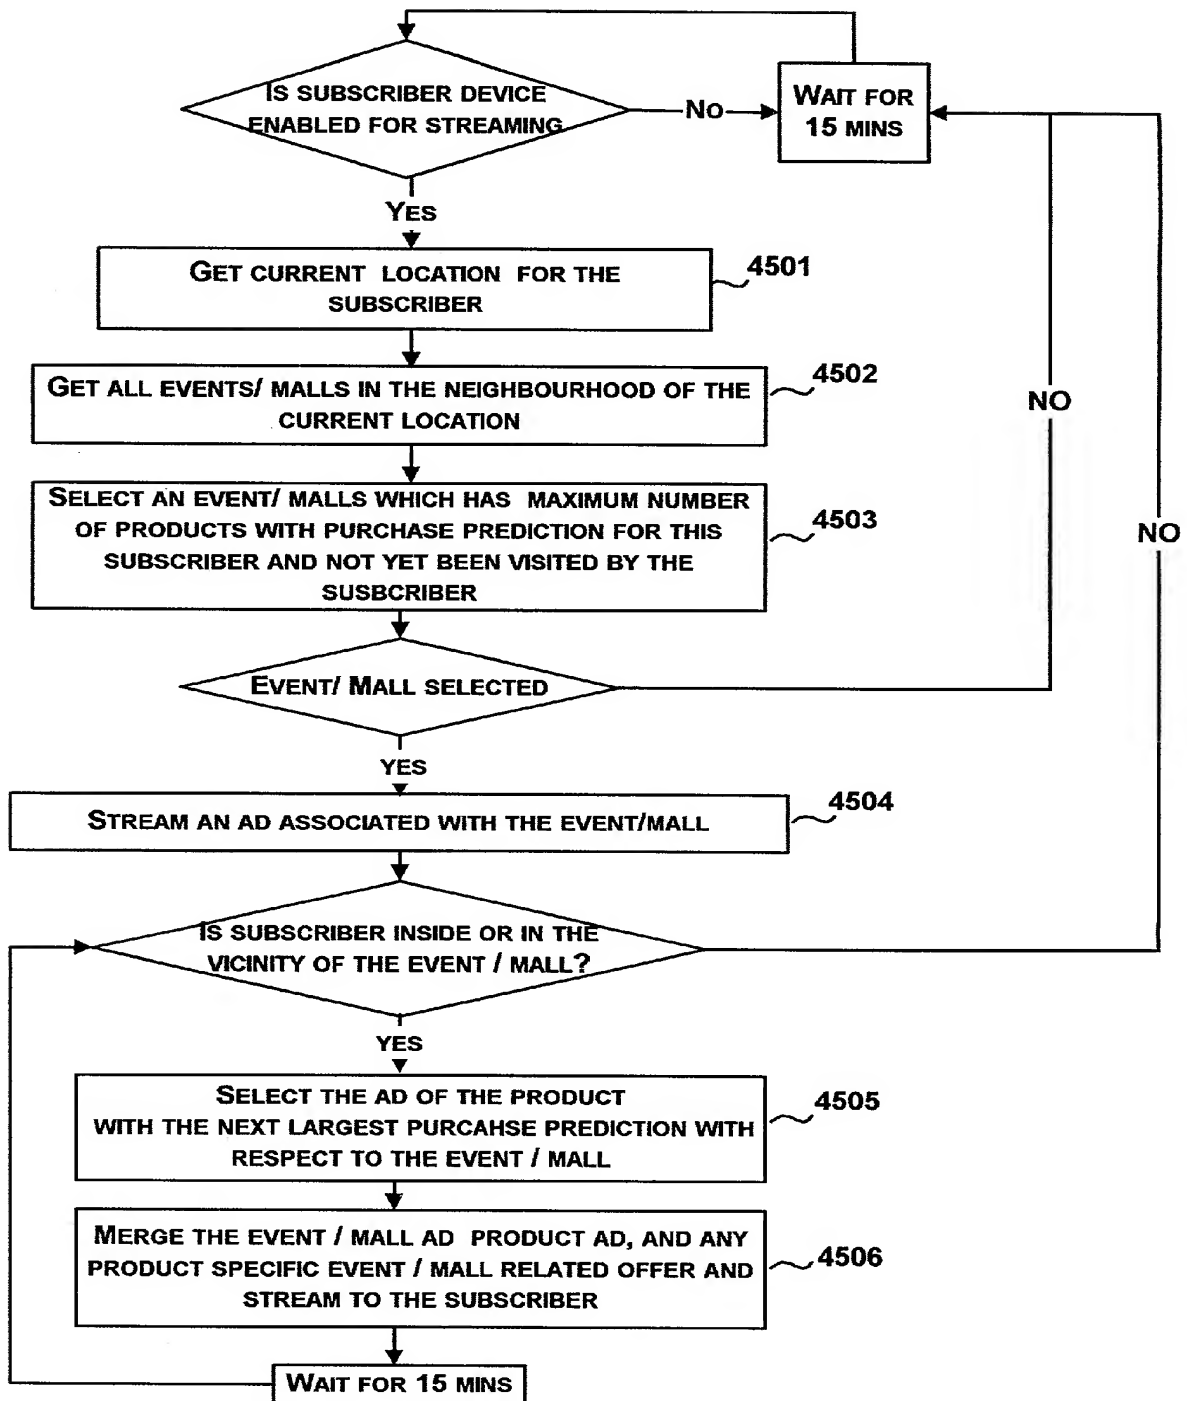 IS SUBSCRIBER DEVICE
ENABLED FOR STREAMING
NO
WAIT FOR
15 MINS
YES
GET CURRENT LOCATION FOR THE
SUBSCRIBER
4501
GET ALL EVENTS/ MALLS IN THE NEIGHBOURHOOD OF THE
CURRENT LOCATION
4502
NO
SELECT AN EVENT/ MALLS WHICH HAS MAXIMUM NUMBER
OF PRODUCTS WITH PURCHASE PREDICTION FOR THIS
SUBSCRIBER AND NOT YET BEEN VISITED BY THE
SUSBCRIBER
4503
NO
EVENT/ MALL SELECTED
YES
STREAM AN AD ASSOCIATED WITH THE EVENT/MALL
4504
IS SUBSCRIBER INSIDE OR IN THE
VICINITY OF THE EVENT / MALL?
YES
SELECT THE AD OF THE PRODUCT
WITH THE NEXT LARGEST PURCAHSE PREDICTION WITH
RESPECT TO THE EVENT / MALL
4505
MERGE THE EVENT / MALL AD PRODUCT AD, AND ANY
PRODUCT SPECIFIC EVENT / MALL RELATED OFFER AND
STREAM TO THE SUBSCRIBER
4506
WAIT FOR 15 MINS